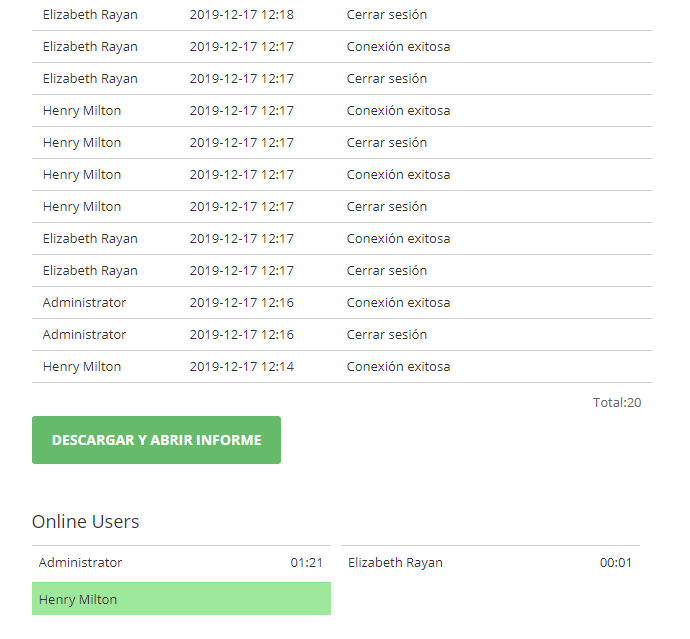 Elizabeth Rayan 2019-12-17 12:18 Cerrar sesión
Elizabeth Rayan 2019-12-17 12:17 Conexión exitosa
Elizabeth Rayan 2019-12-17 12:17 Cerrar sesión
Henry Milton 2019-12-17 12:17 Conexión exitosa
Henry Milton 2019-12-17 12:17 Cerrar sesión
Henry Milton 2019-12-17 12:17 Conexión exitosa
Henry Milton 2019-12-17 12:17 Cerrar sesión
Elizabeth Rayan 2019-12-17 12:17 Conexión exitosa
Elizabeth Rayan 2019-12-17 12:17 Cerrar sesión
Administrator 2019-12-17 12:16 Conexión exitosa
Administrator 2019-12-17 12:16 Cerrar sesión
Henry Milton 2019-12-17 12:14 Conexión exitosa
Total:20
DESCARGAR Y ABRIR INFORME
Online Users
Administrator 01:21 Elizabeth Rayan 00:01
Henry Milton